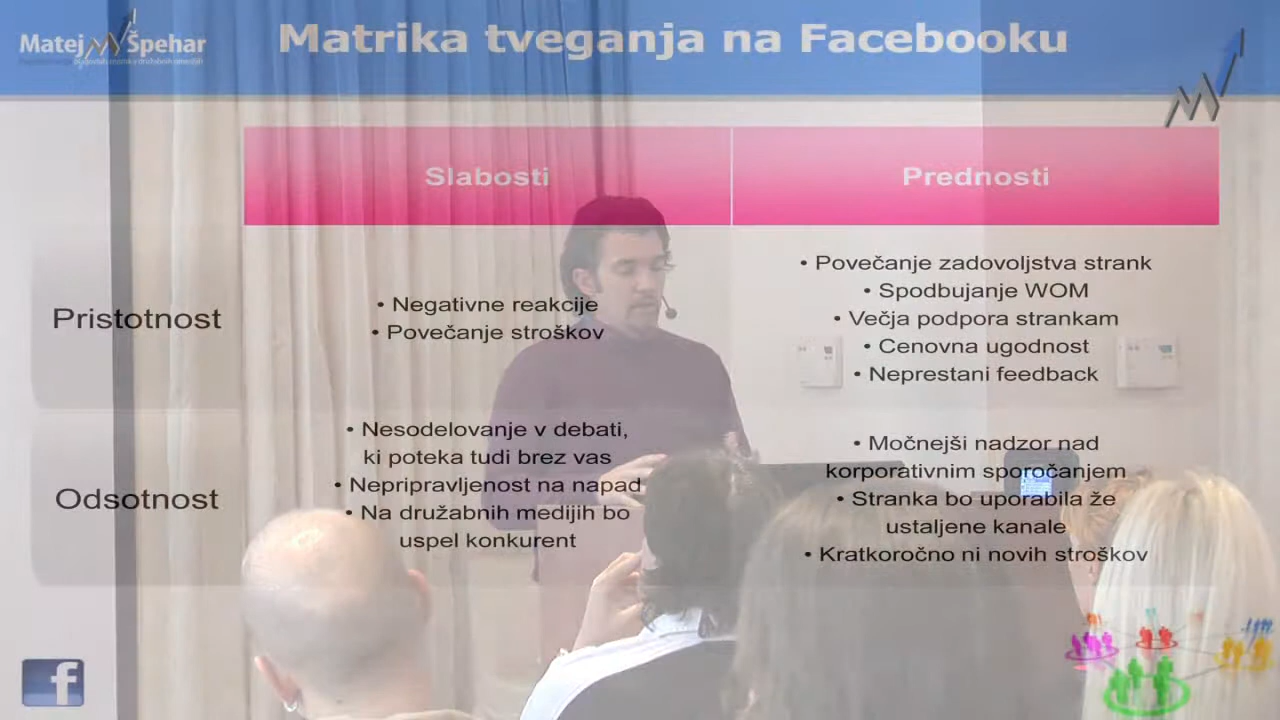 Matej Špehar
Matrika tveganja na Facebooku
Slabosti
Prednosti
Pristotnost
• Negativne reakcije
• Povečanje stroškov
• Povečanje zadovoljstva strank
• Spodbujanje WOM
• Večja podpora strankam
• Cenovna ugodnost
• Neprestani feedback
Odsotnost
• Nesodelovanje v debati,
ki poteka tudi brez vas
• Nepripravljenost na napad
• Na družabnih medijih bo
uspel konkurent
• Močnejši nadzor nad
korporativnim sporočanjem
• Stranka bo uporabila že
ustaljene kanale
• Kratkoročno ni novih stroškov
f